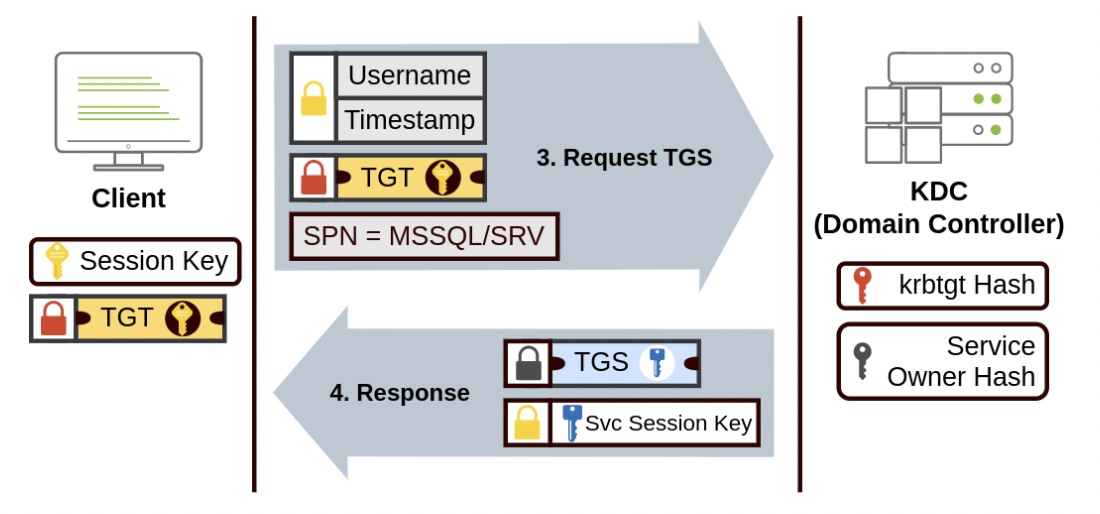 Client
Session Key
TGT
Username
Timestamp
TGT
SPN = MSSQL/SRV
3. Request TGS
4. Response
TGS
Svc Session Key
KDC
(Domain Controller)
krbtgt Hash
Service
Owner Hash